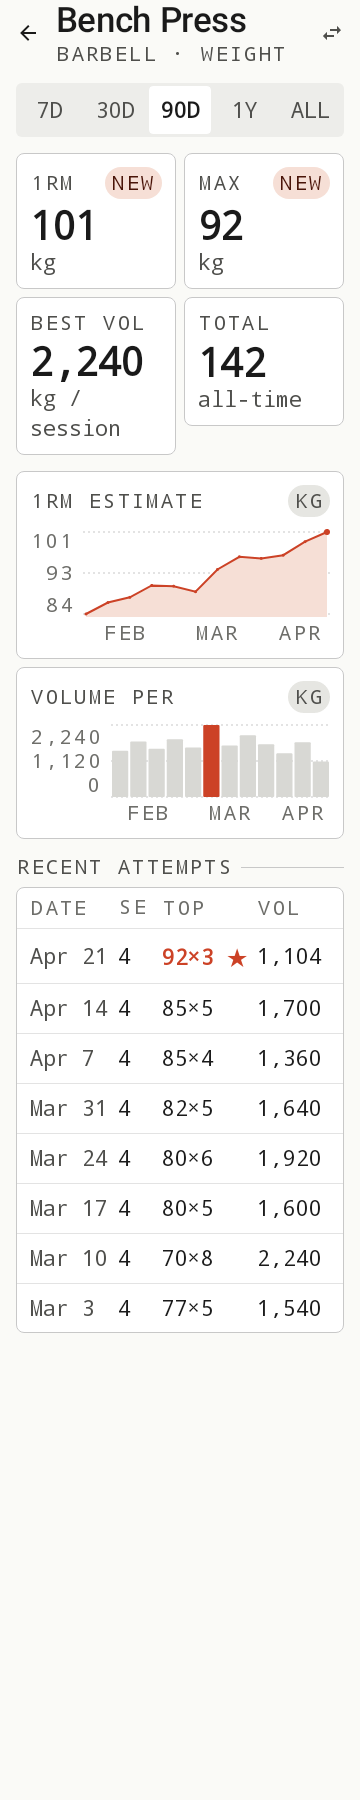 Bench Press
BARBELL · WEIGHT
7D 30D 90D 1Y ALL
1RM NEW
101
kg
MAX NEW
92
kg
BEST VOL
2,240
kg /
session
TOTAL
142
all-time
1RM ESTIMATE KG
101
93
84
FEB MAR APR
VOLUME PER KG
2,240
1,120
0
FEB MAR APR
RECENT ATTEMPTS
DATE SE TOP VOL
Apr 21 4 92×3 ★ 1,104
Apr 14 4 85×5 1,700
Apr 7 4 85×4 1,360
Mar 31 4 82×5 1,640
Mar 24 4 80×6 1,920
Mar 17 4 80×5 1,600
Mar 10 4 70×8 2,240
Mar 3 4 77×5 1,540